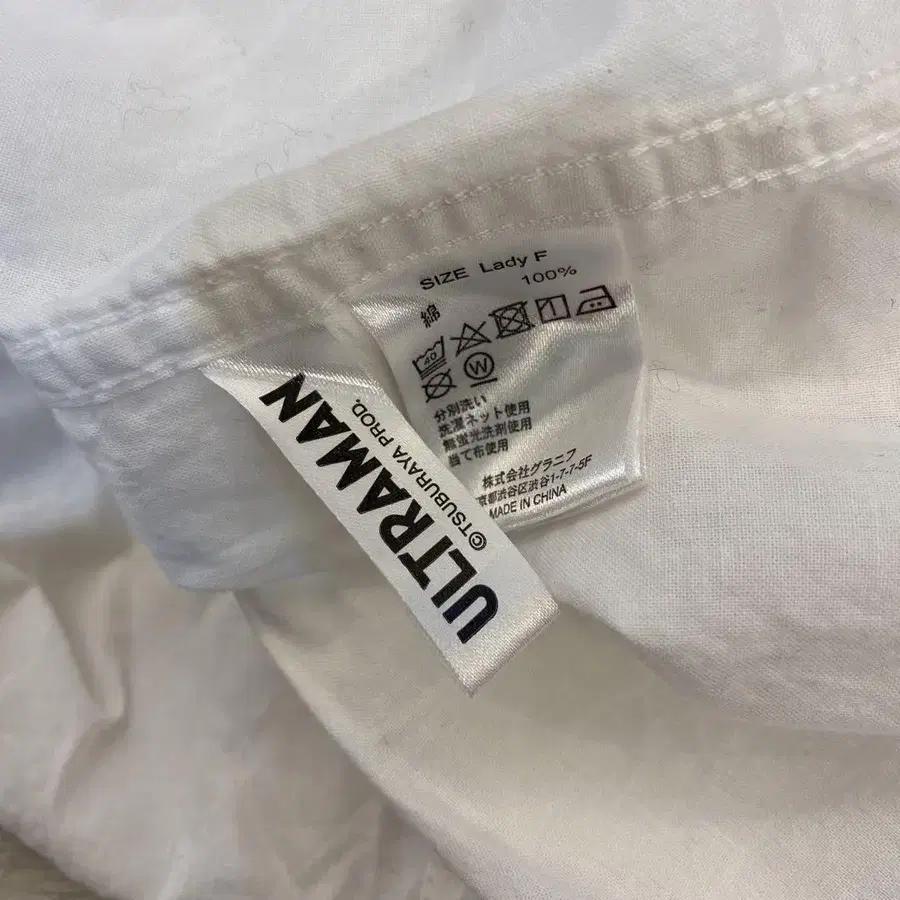 SIZE Lady F
綿 100%
40
W
分別洗い
洗濯ネット使用
無蛍光洗剤使用
当て布使用
株式会社グラニフ
京都渋谷区渋谷1-7-7-5F
MADE IN CHINA
ULTRAMAN
©TSUBURAYA PROD.